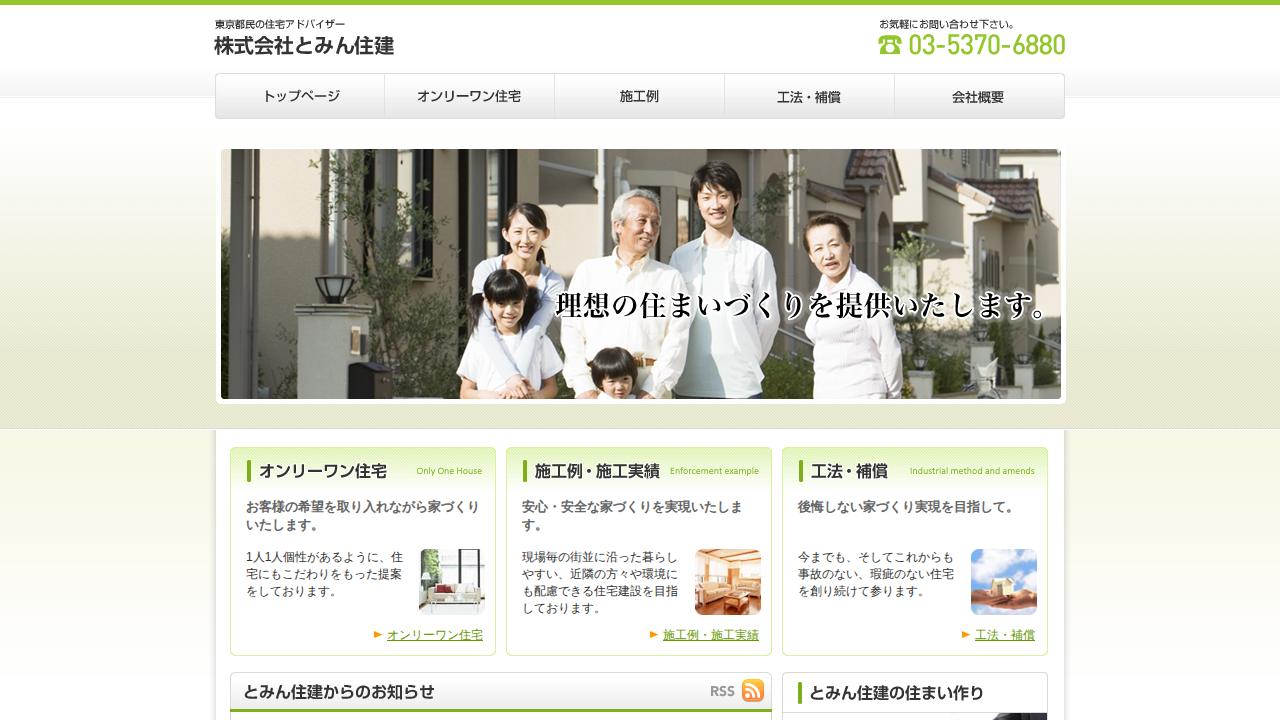 東京都民の住宅アドバイザー
株式会社とみん住建
お気軽にお問い合わせ下さい。
03-5370-6880
トップページ
オンリーワン住宅
施工例
工法・補償
会社概要
理想の住まいづくりを提供いたします。
オンリーワン住宅 Only One House
お客様の希望を取り入れながら家づくり
いたします。
1人1人個性があるように、住
宅にもこだわりをもった提案
をしております。
オンリーワン住宅
施工例・施工実績 Enforcement example
安心・安全な家づくりを実現いたしま
す。
現場毎の街並に沿った暮らし
やすい、近隣の方々や環境に
も配慮できる住宅建設を目指
しております。
施工例・施工実績
工法・補償 Industrial method and amends
後悔しない家づくり実現を目指して。
今までも、そしてこれからも
事故のない、瑕疵のない住宅
を創り続けて参ります。
工法・補償
とみん住建からのお知らせ
RSS
とみん住建の住まい作り